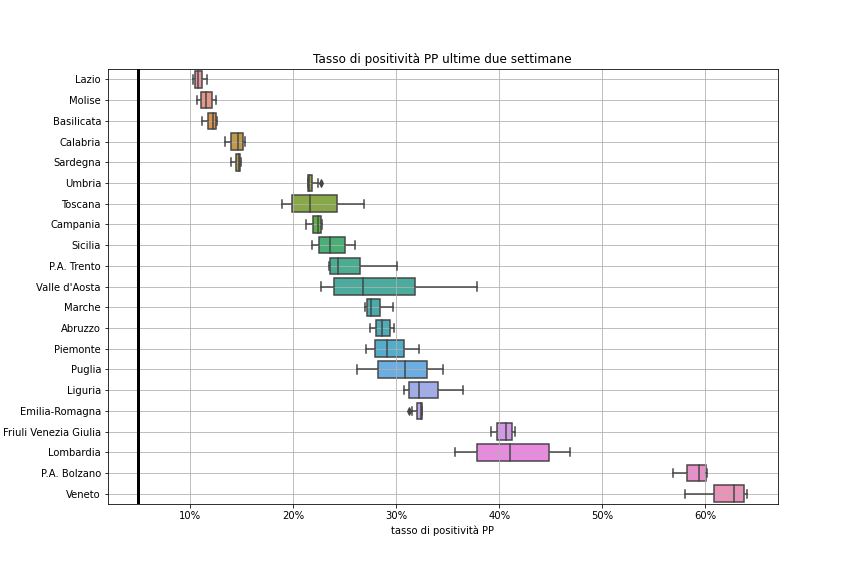 Tasso di positività PP ultime due settimane
Lazio
Molise
Basilicata
Calabria
Sardegna
Umbria
Toscana
Campania
Sicilia
P.A. Trento
Valle d'Aosta
Marche
Abruzzo
Piemonte
Puglia
Liguria
Emilia-Romagna
Friuli Venezia Giulia
Lombardia
P.A. Bolzano
Veneto
10% 20% 30% 40% 50% 60%
tasso di positività PP